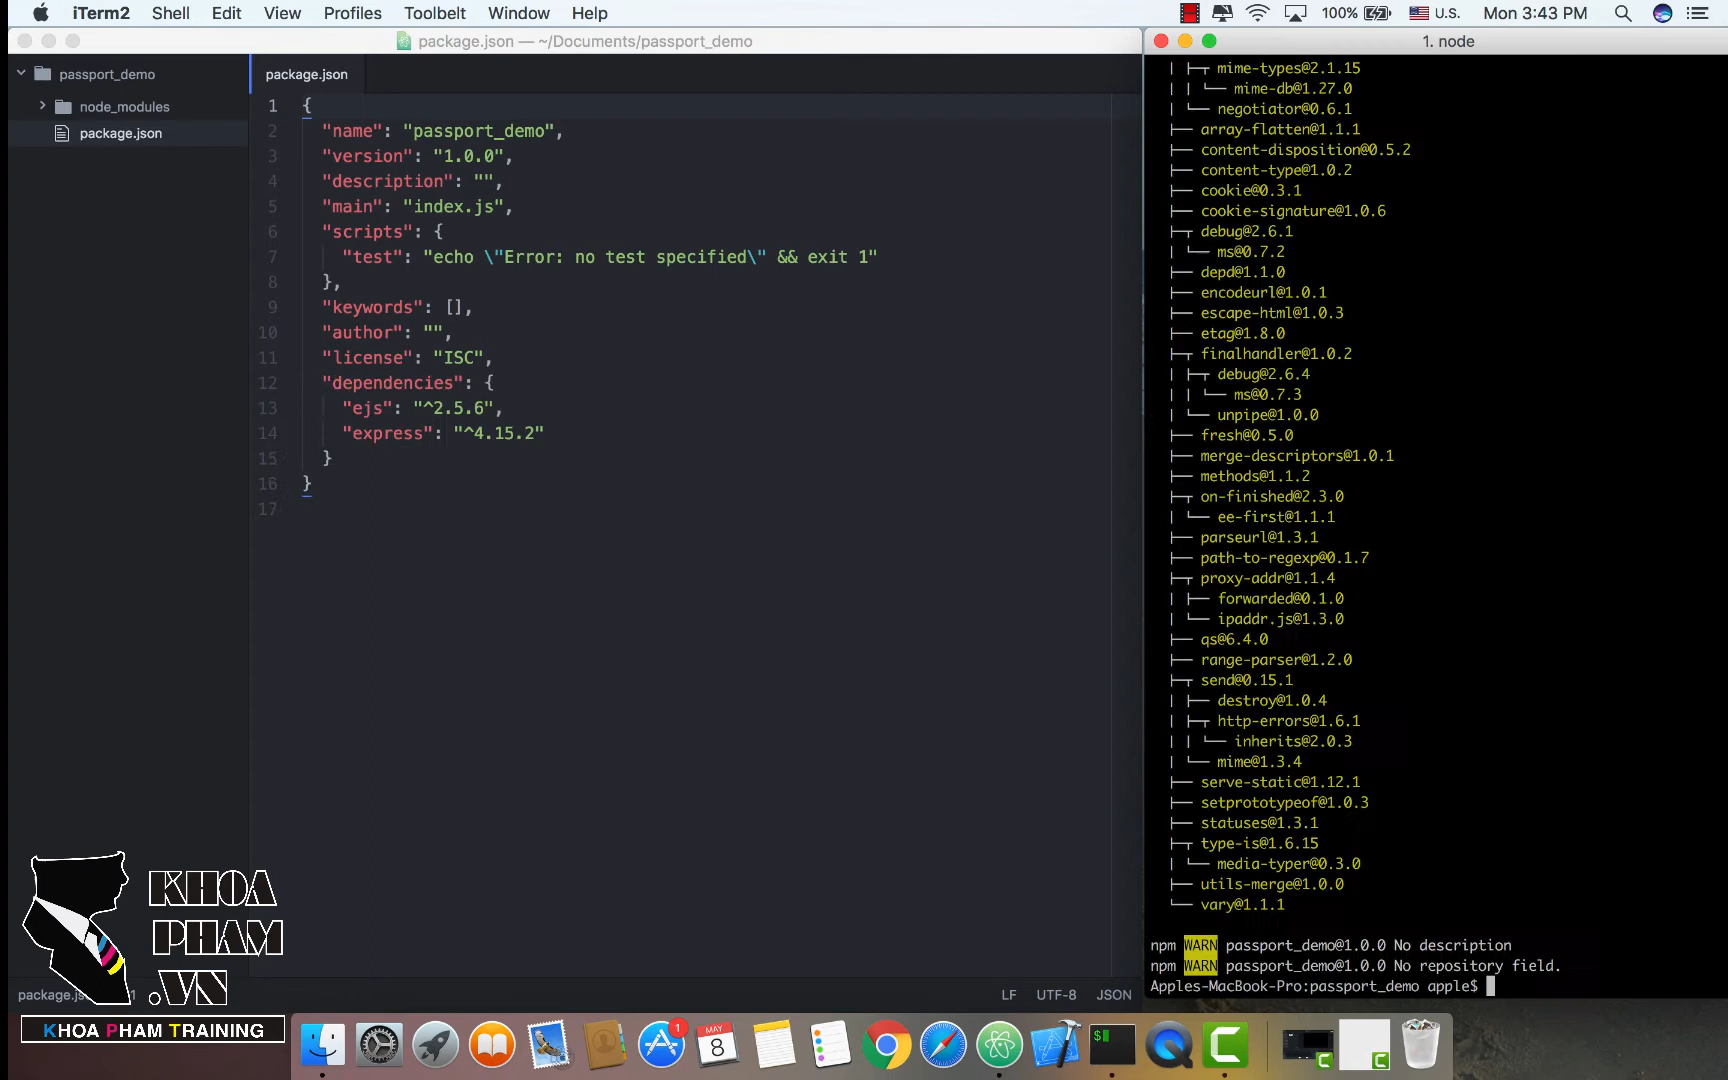 iTerm2 Shell Edit View Profiles Toolbelt Window Help 100% U.S. Mon 3:43 PM
package.json — ~/Documents/passport_demo
1. node
passport_demo
node_modules
package.json
package.json
1 {
2 "name": "passport_demo",
3 "version": "1.0.0",
4 "description": "",
5 "main": "index.js",
6 "scripts": {
7 "test": "echo \"Error: no test specified\" && exit 1"
8 },
9 "keywords": [],
10 "author": "",
11 "license": "ISC",
12 "dependencies": {
13 "ejs": "^2.5.6",
14 "express": "^4.15.2"
15 }
16 }
17
mime-types@2.1.15
mime-db@1.27.0
negotiator@0.6.1
array-flatten@1.1.1
content-disposition@0.5.2
content-type@1.0.2
cookie@0.3.1
cookie-signature@1.0.6
debug@2.6.1
ms@0.7.2
depd@1.1.0
encodeurl@1.0.1
escape-html@1.0.3
etag@1.8.0
finalhandler@1.0.2
debug@2.6.4
ms@0.7.3
unpipe@1.0.0
fresh@0.5.0
merge-descriptors@1.0.1
methods@1.1.2
on-finished@2.3.0
ee-first@1.1.1
parseurl@1.3.1
path-to-regexp@0.1.7
proxy-addr@1.1.4
forwarded@0.1.0
ipaddr.js@1.3.0
qs@6.4.0
range-parser@1.2.0
send@0.15.1
destroy@1.0.4
http-errors@1.6.1
inherits@2.0.3
mime@1.3.4
serve-static@1.12.1
setprototypeof@1.0.3
statuses@1.3.1
type-is@1.6.15
media-typer@0.3.0
utils-merge@1.0.0
vary@1.1.1
npm WARN passport_demo@1.0.0 No description
npm WARN passport_demo@1.0.0 No repository field.
Apples-MacBook-Pro:passport_demo apple$
LF UTF-8 JSON
KHOA
PHAM
.VN
KHOA PHAM TRAINING
1
MAY
8